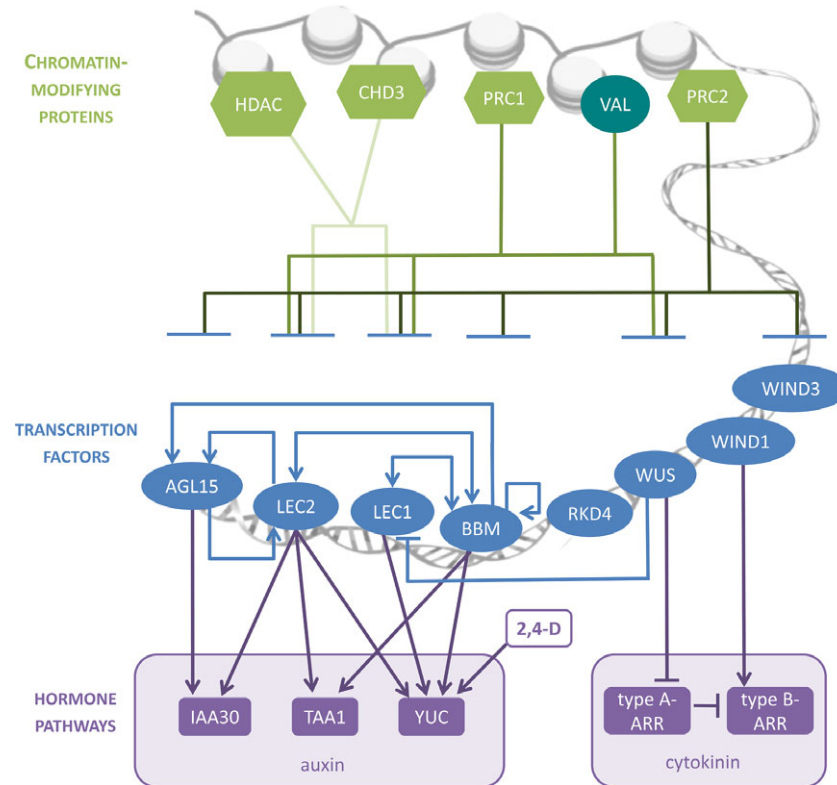 CHROMATIN-
MODIFYING
PROTEINS
HDAC
CHD3
PRC1
VAL
PRC2
TRANSCRIPTION
FACTORS
AGL15
LEC2
LEC1
BBM
RKD4
WUS
WIND1
WIND3
2,4-D
HORMONE
PATHWAYS
IAA30
TAA1
YUC
auxin
type A-
ARR
type B-
ARR
cytokinin